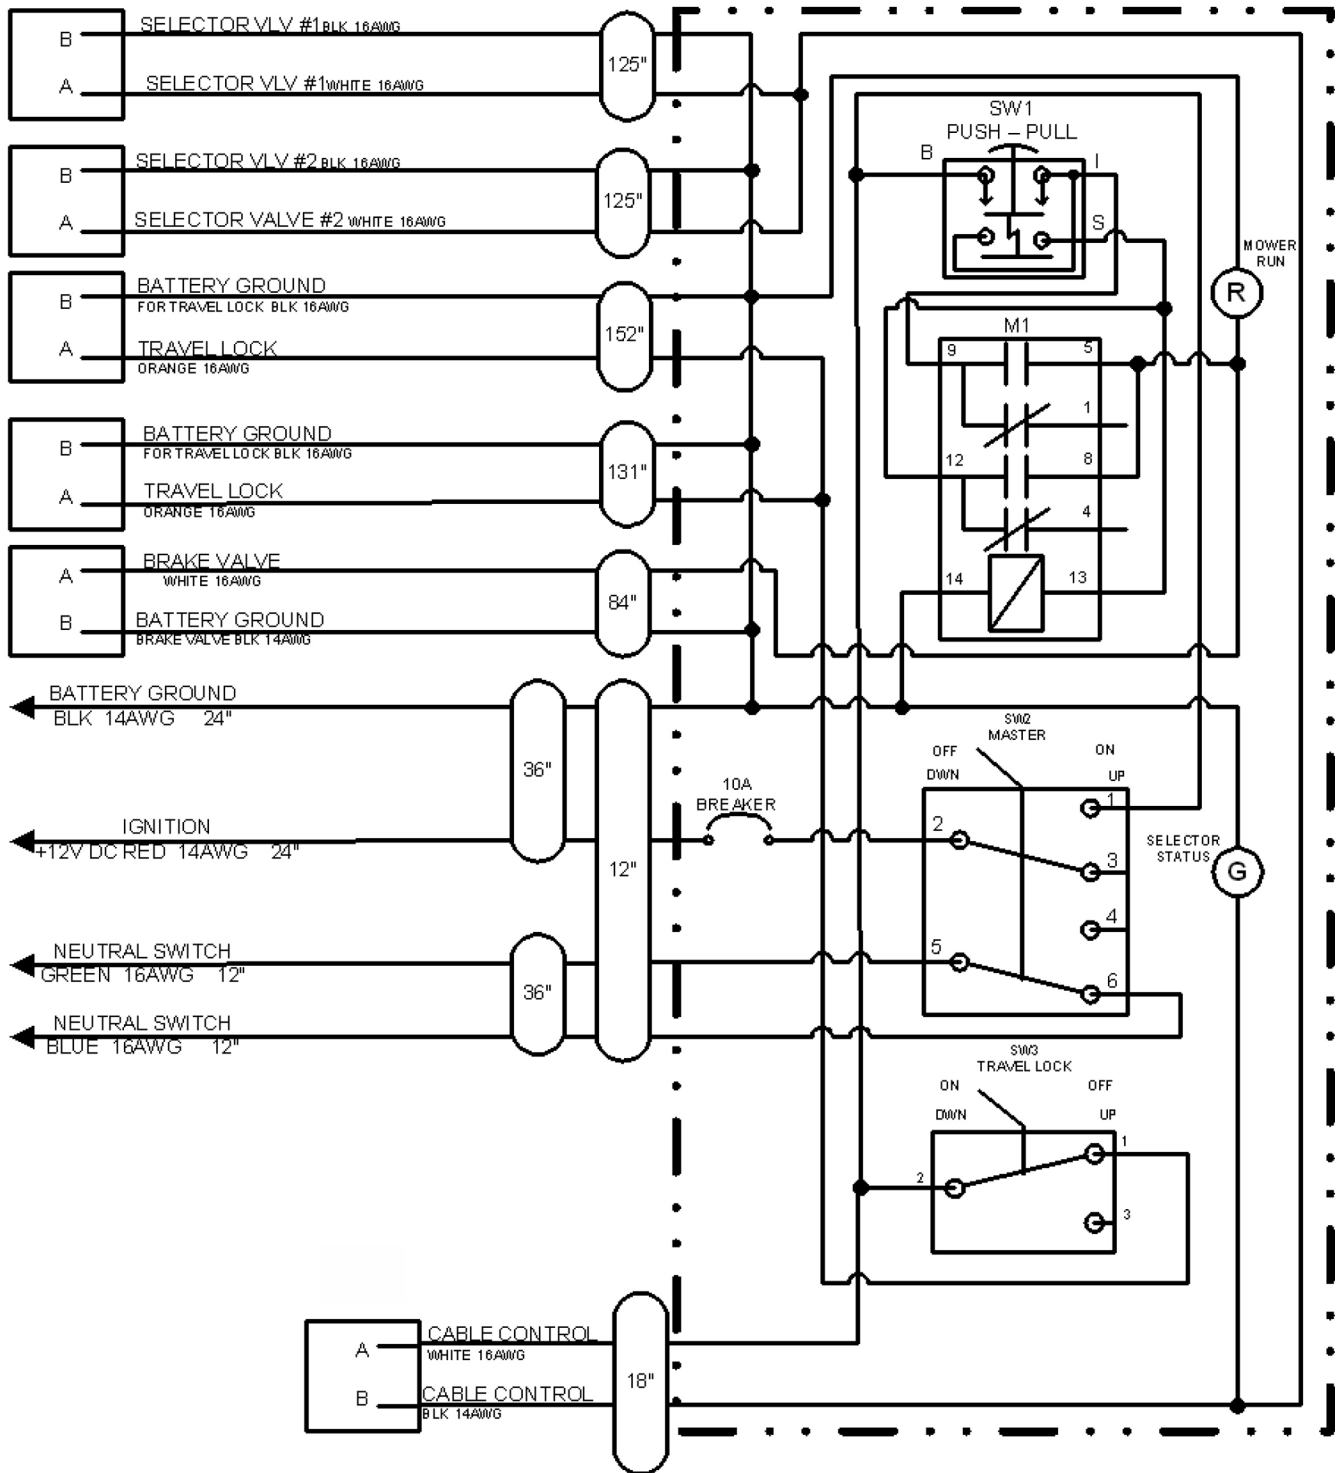 B SELECTOR VLV #1 BLK 16AWG
A SELECTOR VLV #1 WHITE 16AWG
125"
B SELECTOR VLV #2 BLK 16AWG
A SELECTOR VALVE #2 WHITE 16AWG
125"
B BATTERY GROUND
FOR TRAVEL LOCK BLK 16AWG
A TRAVEL LOCK
ORANGE 16AWG
152"
B BATTERY GROUND
FOR TRAVEL LOCK BLK 16AWG
A TRAVEL LOCK
ORANGE 16AWG
131"
A BRAKE VALVE
WHITE 16AWG
B BATTERY GROUND
BRAKE VALVE BLK 14AWG
84"
BATTERY GROUND
BLK 14AWG 24"
36"
IGNITION
+12V DC RED 14AWG 24"
12"
NEUTRAL SWITCH
GREEN 16AWG 12"
36"
NEUTRAL SWITCH
BLUE 16AWG 12"
10A
BREAKER
SW1
PUSH – PULL
B I
S
MOWER
RUN
R
M1
9 5
1
12 8
4
14 13
SW2
MASTER
OFF ON
DWN UP
1
2
3
4
5
6
SELECTOR
STATUS
G
SW3
TRAVEL LOCK
ON OFF
DWN UP
1
2
3
A CABLE CONTROL
WHITE 16AWG
B CABLE CONTROL
BLK 14AWG
18"